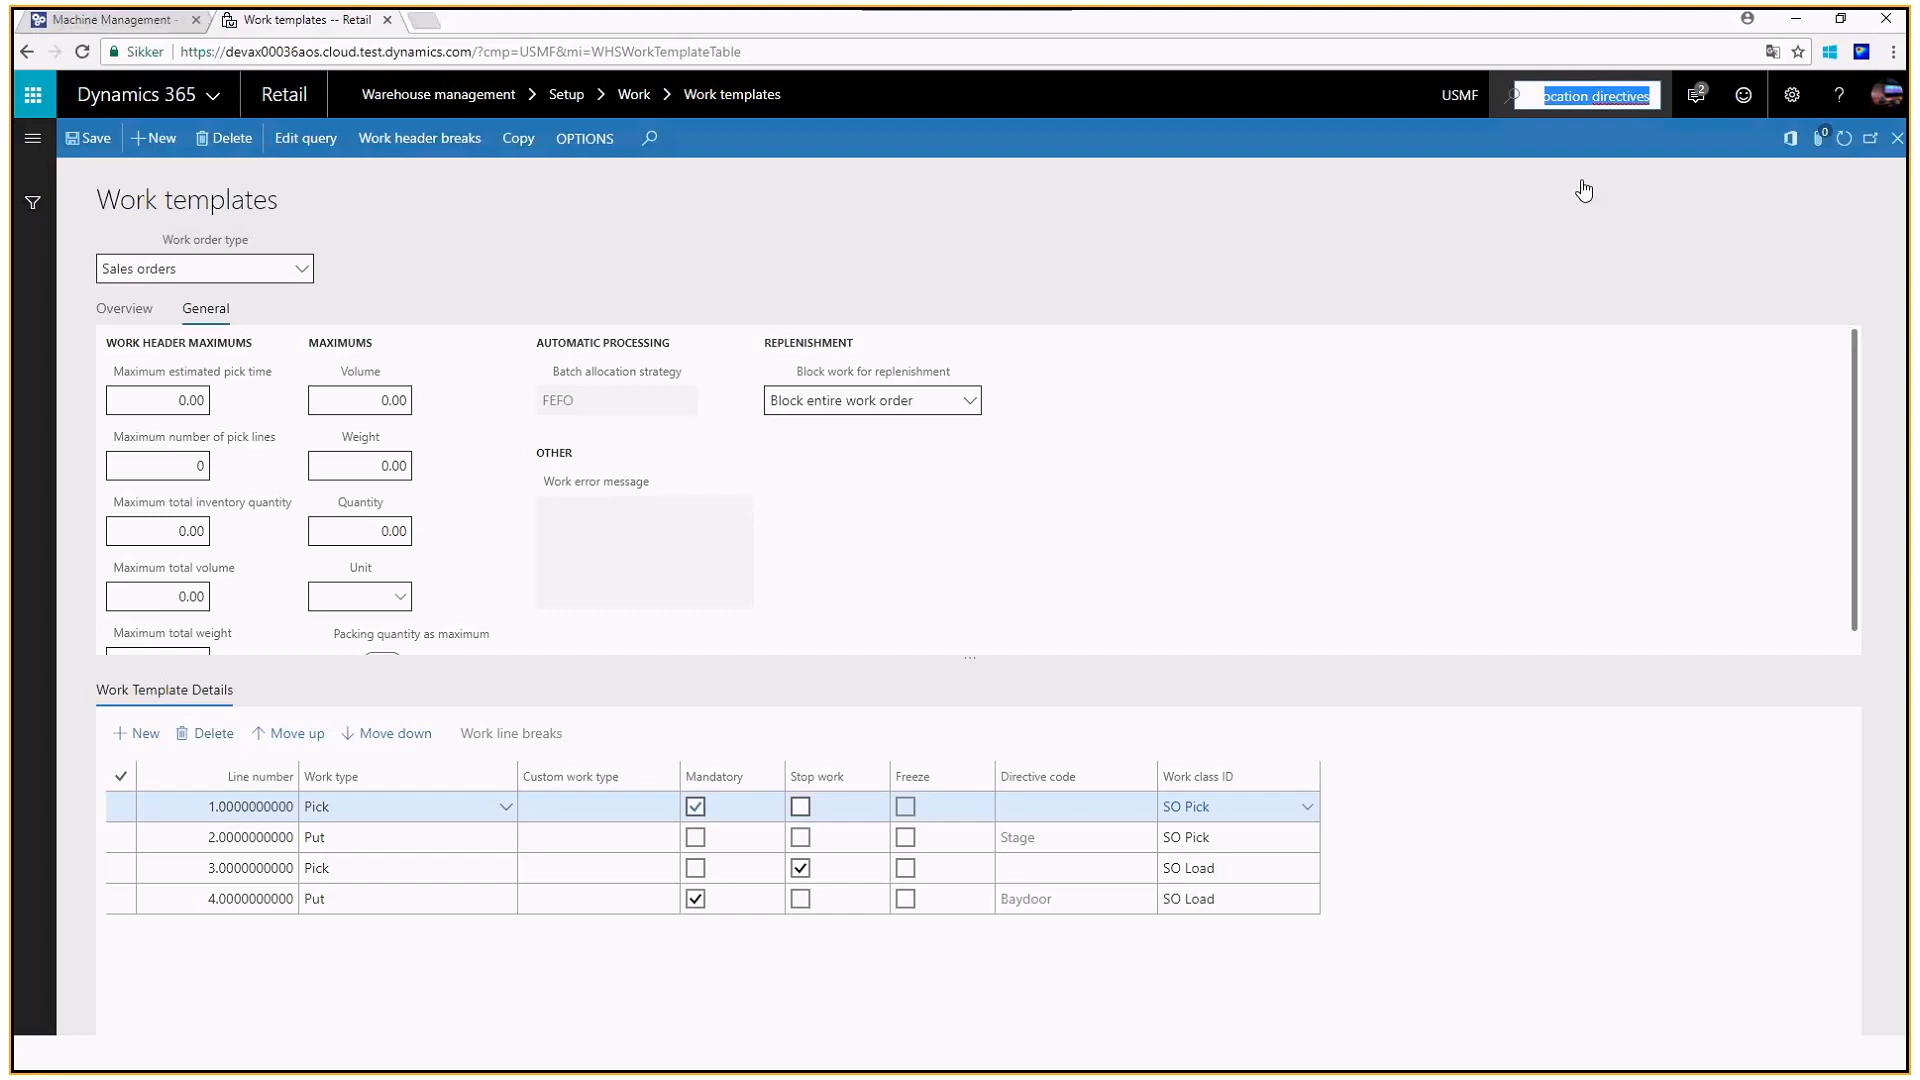 Machine Management - × Work templates -- Retail ×
Sikker https://devax00036aos.cloud.test.dynamics.com/?cmp=USMF&mi=WHSWorkTemplateTable
Dynamics 365 Retail Warehouse management > Setup > Work > Work templates USMF ocation directives 2 ?
Save + New Delete Edit query Work header breaks Copy OPTIONS 0
Work templates
Work order type
Sales orders
Overview General
WORK HEADER MAXIMUMS MAXIMUMS AUTOMATIC PROCESSING REPLENISHMENT
Maximum estimated pick time Volume Batch allocation strategy Block work for replenishment
0.00 0.00 FEFO Block entire work order
Maximum number of pick lines Weight OTHER
0 0.00 Work error message
Maximum total inventory quantity Quantity
0.00 0.00
Maximum total volume Unit
0.00
Maximum total weight Packing quantity as maximum
...
Work Template Details
+ New Delete Move up Move down Work line breaks
Line number Work type Custom work type Mandatory Stop work Freeze Directive code Work class ID
1.0000000000 Pick SO Pick
2.0000000000 Put Stage SO Pick
3.0000000000 Pick SO Load
4.0000000000 Put Baydoor SO Load